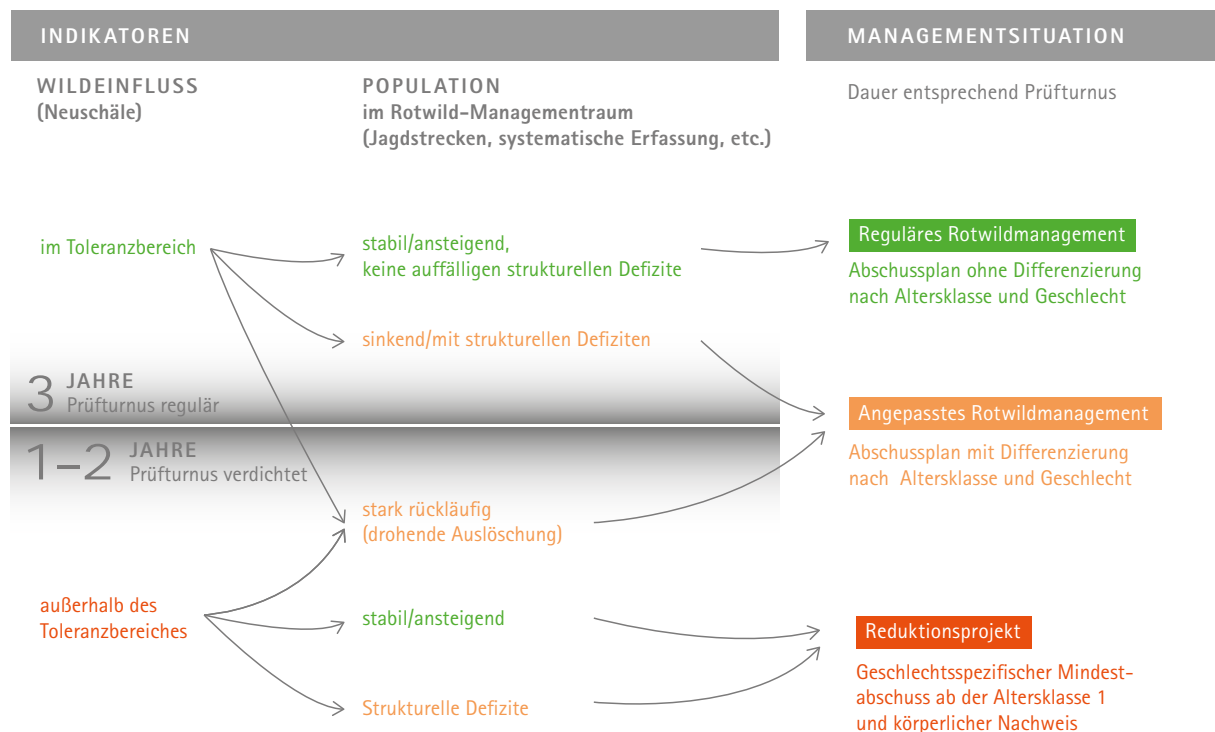 INDIKATOREN
MANAGEMENTSITUATION
WILDEINFLUSS
(Neuschäle)
POPULATION
im Rotwild-Managementraum
(Jagdstrecken, systematische Erfassung, etc.)
Dauer entsprechend Prüfturnus
im Toleranzbereich
stabil/ansteigend,
keine auffälligen strukturellen Defizite
Reguläres Rotwildmanagement
Abschussplan ohne Differenzierung
nach Altersklasse und Geschlecht
sinkend/mit strukturellen Defiziten
3 JAHRE
Prüfturnus regulär
Angepasstes Rotwildmanagement
Abschussplan mit Differenzierung
nach Altersklasse und Geschlecht
1–2 JAHRE
Prüfturnus verdichtet
stark rückläufig
(drohende Auslöschung)
außerhalb des
Toleranzbereiches
stabil/ansteigend
Reduktionsprojekt
Geschlechtsspezifischer Mindest-
abschuss ab der Altersklasse 1
und körperlicher Nachweis
Strukturelle Defizite